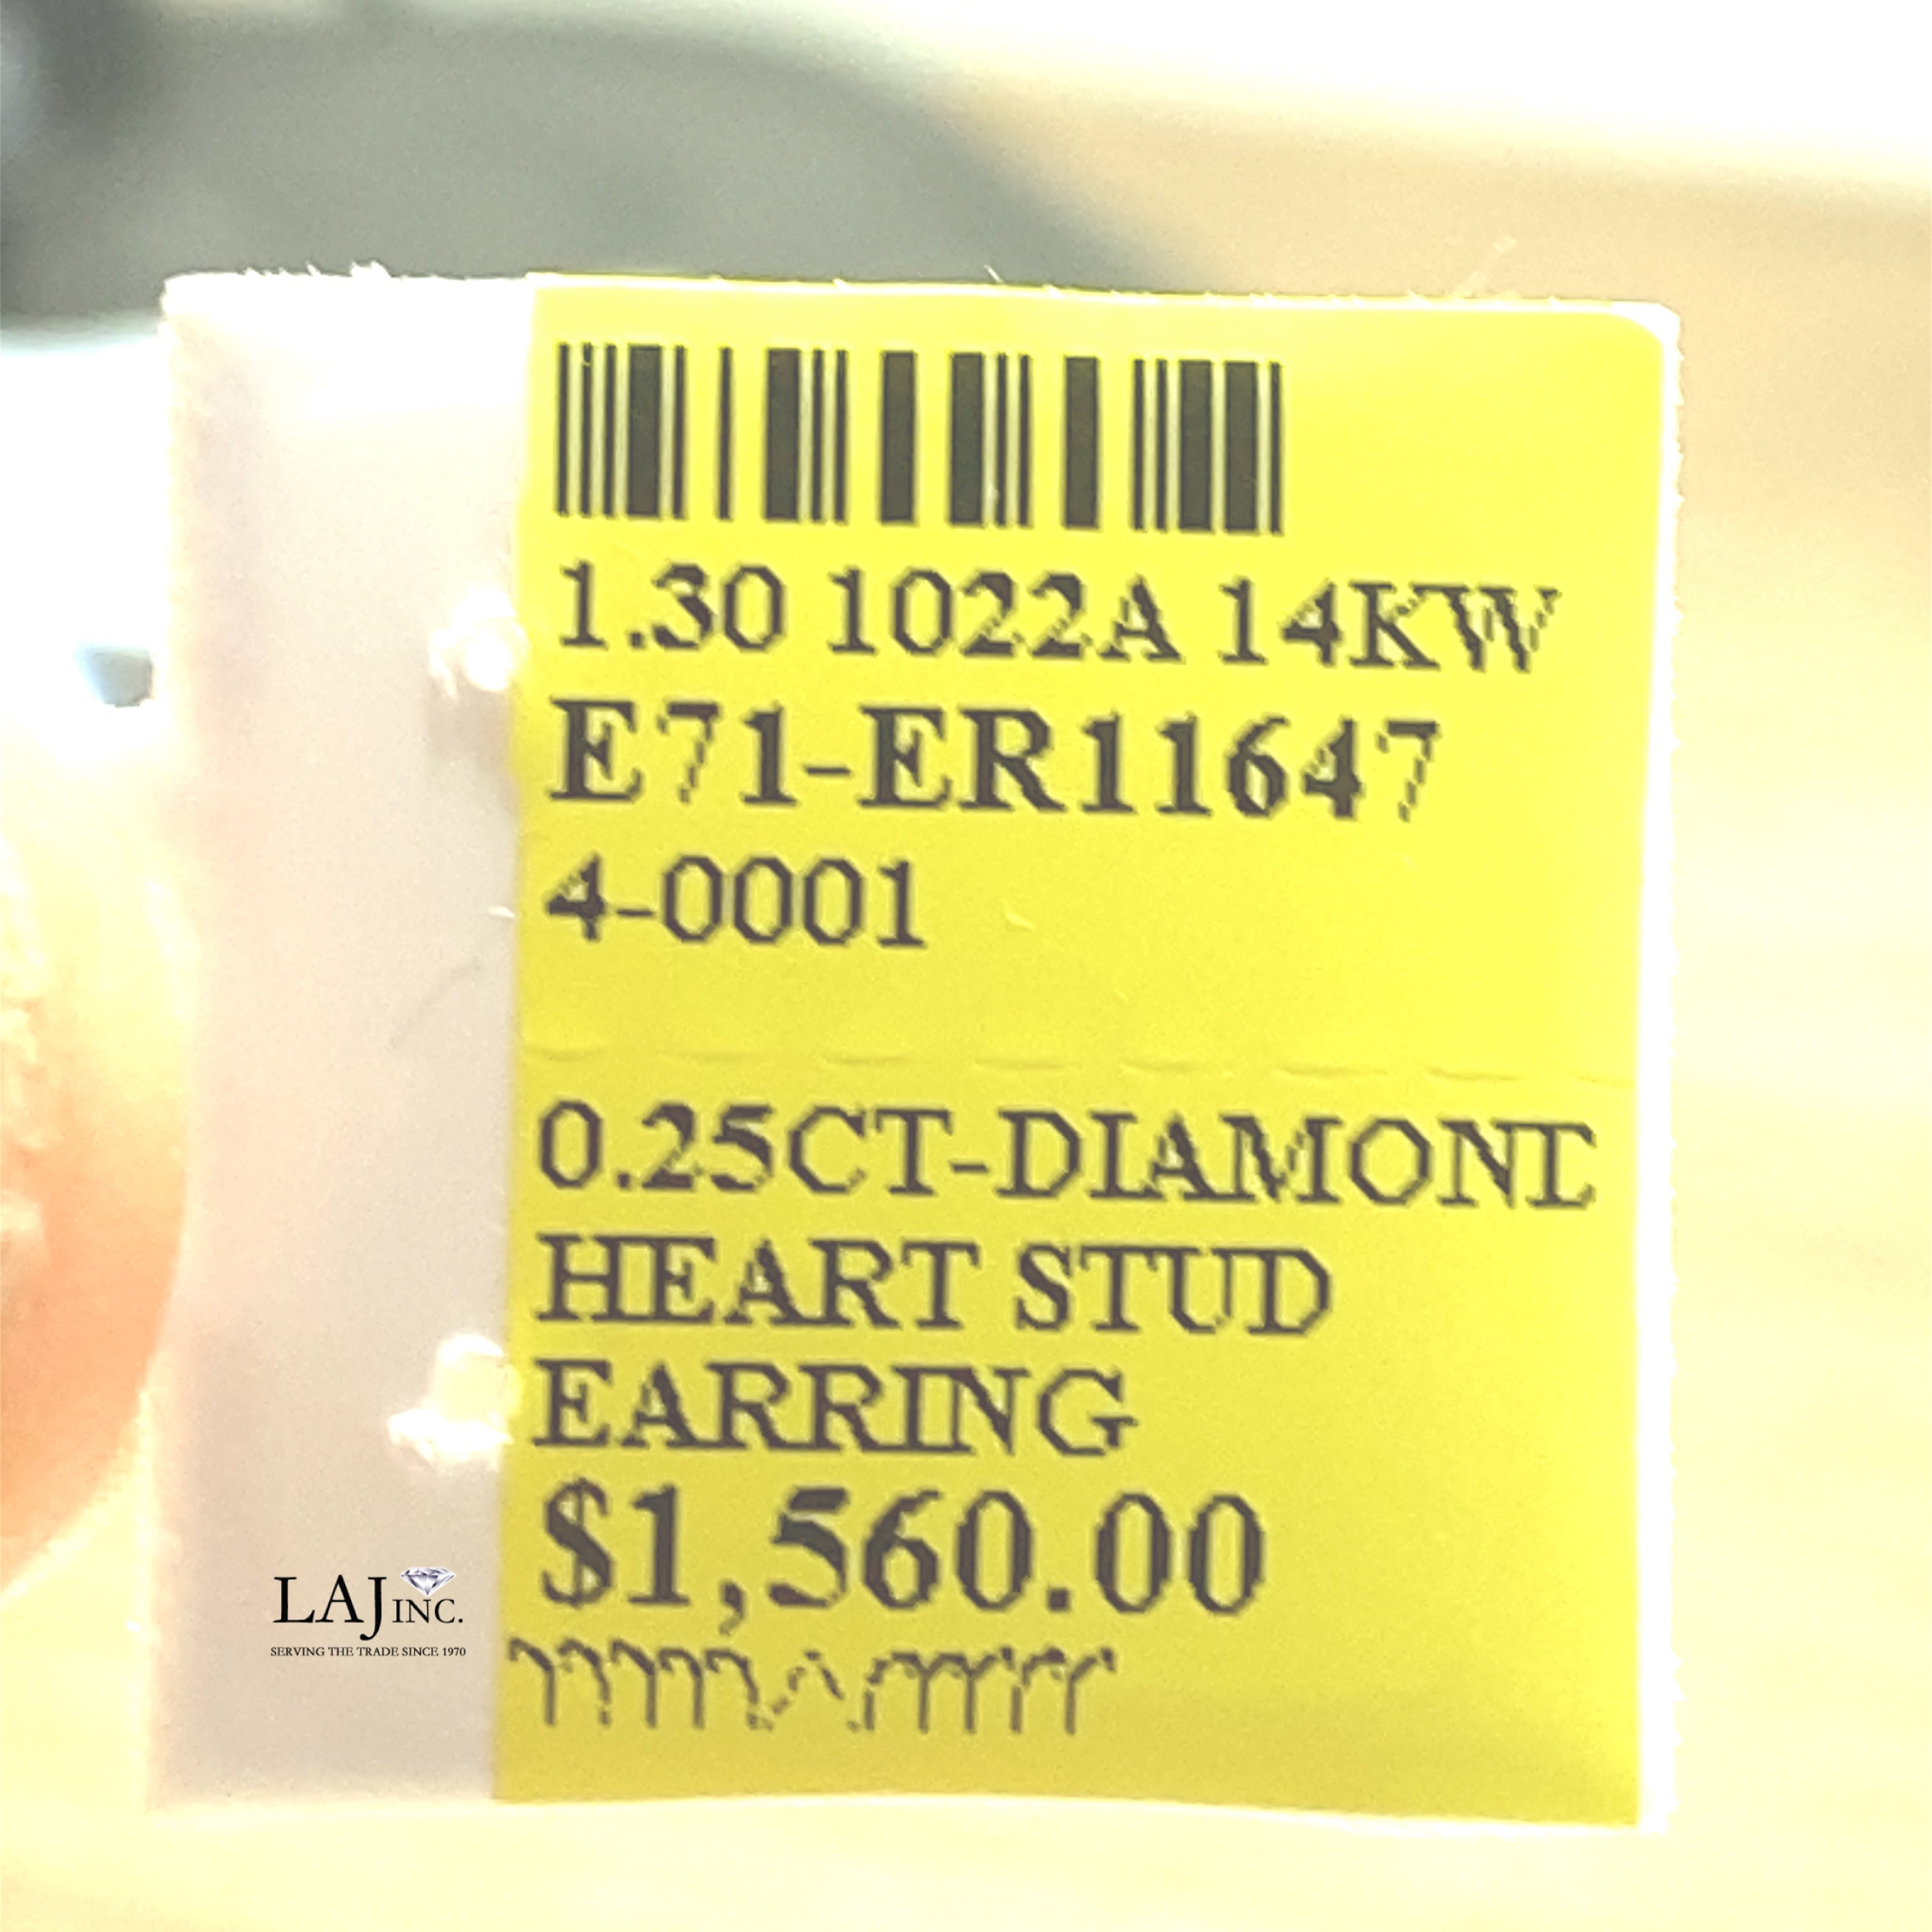 1.30 1022A 14KW
E71-ER11647
4-0001
0.25CT-DIAMOND
HEART STUD
EARRING
$1,560.00
LAJ INC.
SERVING THE TRADE SINCE 1970